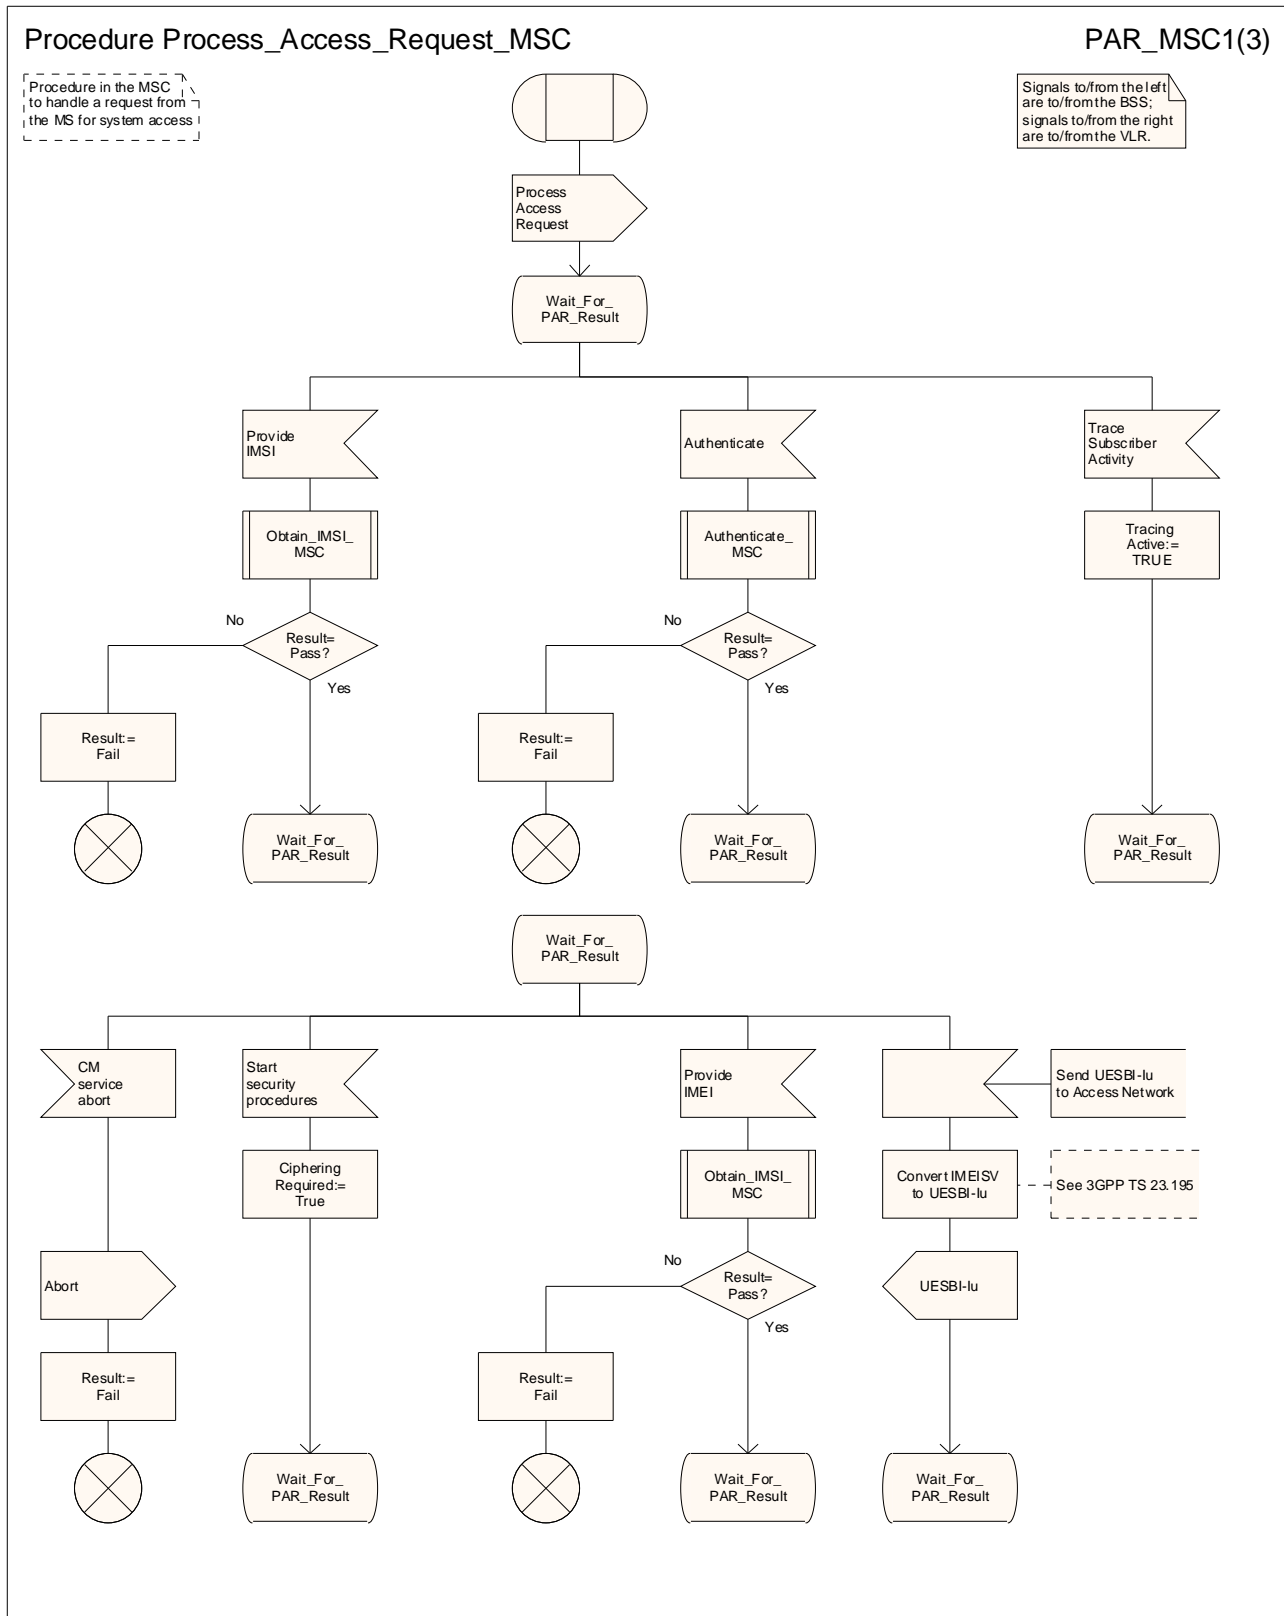 Procedure Process_Access_Request_MSC
PAR_MSC1(3)
Procedure in the MSC
to handle a request from
the MS for system access
Signals to/from the left
are to/from the BSS;
signals to/from the right
are to/from the VLR.
Process
Access
Request
Wait_For_
PAR_Result
Provide
IMSI
Authenticate
Trace
Subscriber
Activity
Obtain_IMSI_
MSC
Authenticate_
MSC
Tracing
Active:=
TRUE
No
Result=
Pass?
Yes
No
Result=
Pass?
Yes
Result:=
Fail
Result:=
Fail
Wait_For_
PAR_Result
Wait_For_
PAR_Result
Wait_For_
PAR_Result
Wait_For_
PAR_Result
CM
service
abort
Start
security
procedures
Provide
IMEI
Send UESBI-Iu
to Access Network
Ciphering
Required:=
True
Obtain_IMSI_
MSC
Convert IMEISV
to UESBI-Iu
See 3GPP TS 23.195
Abort
No
Result=
Pass?
Yes
UESBI-Iu
Result:=
Fail
Result:=
Fail
Wait_For_
PAR_Result
Wait_For_
PAR_Result
Wait_For_
PAR_Result